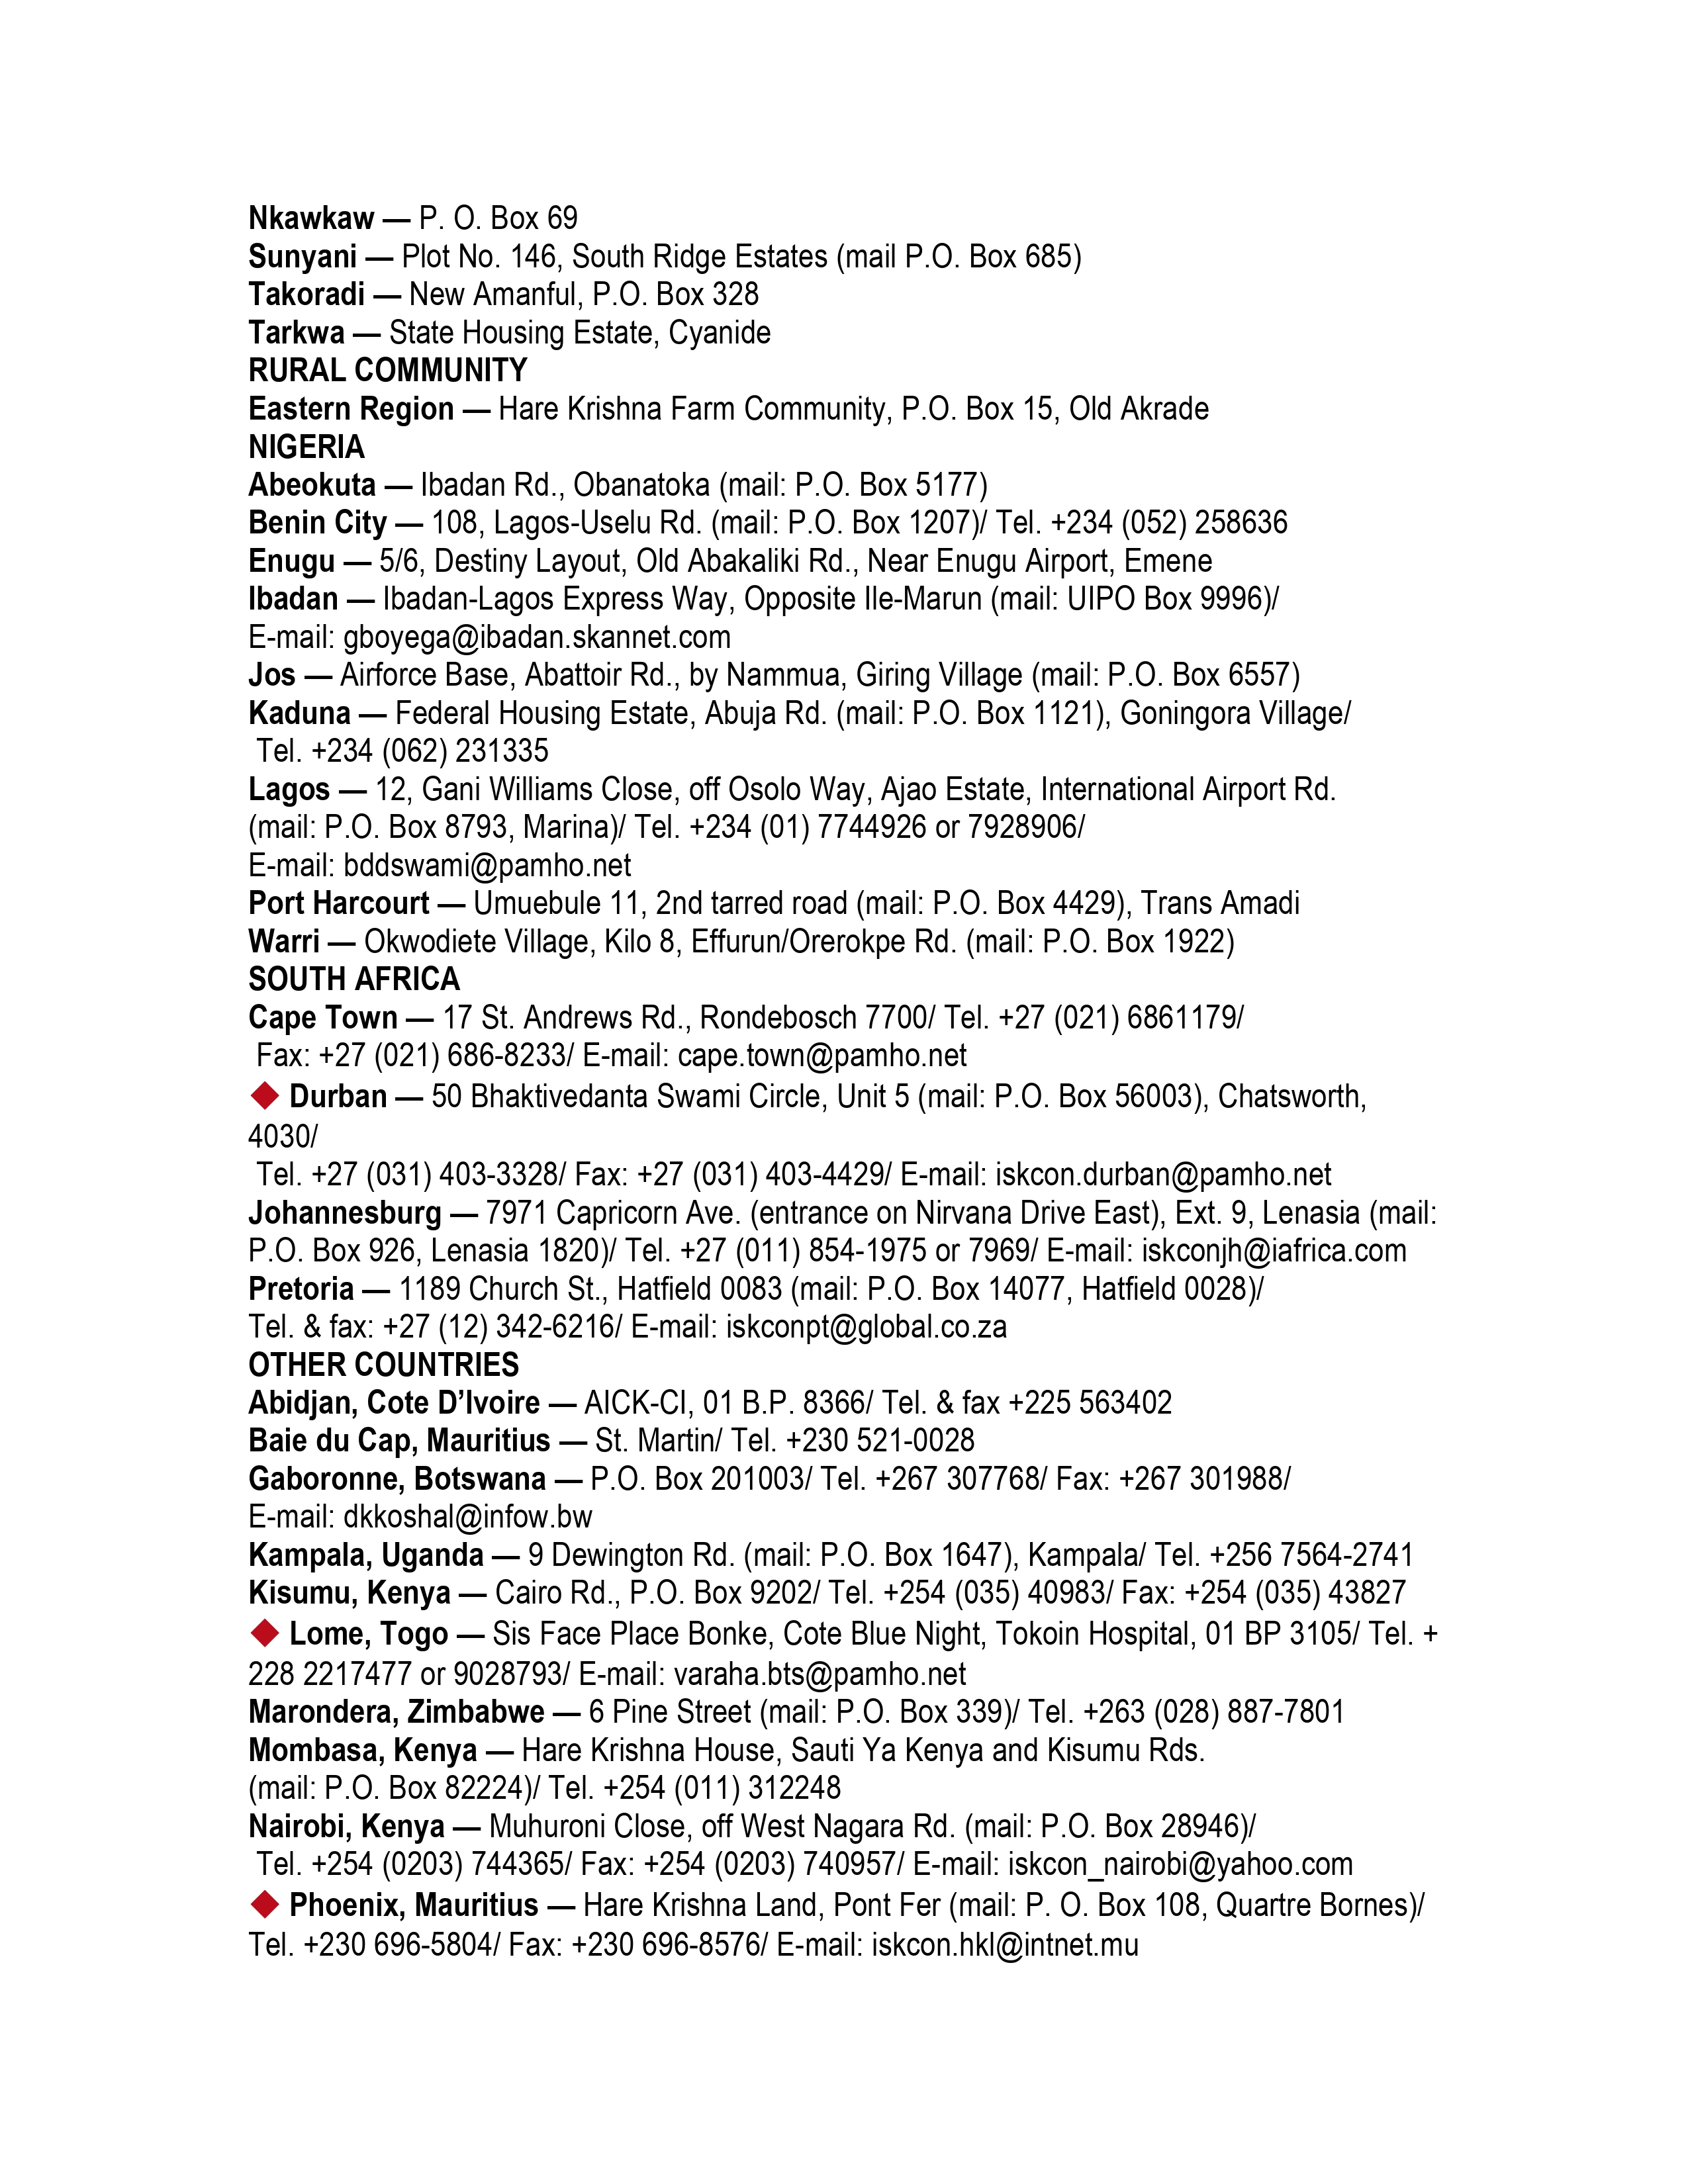 Nkawkaw — P. O. Box 69
Sunyani — Plot No. 146, South Ridge Estates (mail P.O. Box 685)
Takoradi — New Amanful, P.O. Box 328
Tarkwa — State Housing Estate, Cyanide
RURAL COMMUNITY
Eastern Region — Hare Krishna Farm Community, P.O. Box 15, Old Akrade
NIGERIA
Abeokuta — Ibadan Rd., Obanatoka (mail: P.O. Box 5177)
Benin City — 108, Lagos-Uselu Rd. (mail: P.O. Box 1207)/ Tel. +234 (052) 258636
Enugu — 5/6, Destiny Layout, Old Abakaliki Rd., Near Enugu Airport, Emene
Ibadan — Ibadan-Lagos Express Way, Opposite Ile-Marun (mail: UIPO Box 9996)/
E-mail: gboyega@ibadan.skannet.com
Jos — Airforce Base, Abattoir Rd., by Nammua, Giring Village (mail: P.O. Box 6557)
Kaduna — Federal Housing Estate, Abuja Rd. (mail: P.O. Box 1121), Goningora Village/
Tel. +234 (062) 231335
Lagos — 12, Gani Williams Close, off Osolo Way, Ajao Estate, International Airport Rd.
(mail: P.O. Box 8793, Marina)/ Tel. +234 (01) 7744926 or 7928906/
E-mail: bddswami@pamho.net
Port Harcourt — Umuebule 11, 2nd tarred road (mail: P.O. Box 4429), Trans Amadi
Warri — Okwodiete Village, Kilo 8, Effurun/Orerokpe Rd. (mail: P.O. Box 1922)
SOUTH AFRICA
Cape Town — 17 St. Andrews Rd., Rondebosch 7700/ Tel. +27 (021) 6861179/
Fax: +27 (021) 686-8233/ E-mail: cape.town@pamho.net
◆ Durban — 50 Bhaktivedanta Swami Circle, Unit 5 (mail: P.O. Box 56003), Chatsworth,
4030/
Tel. +27 (031) 403-3328/ Fax: +27 (031) 403-4429/ E-mail: iskcon.durban@pamho.net
Johannesburg — 7971 Capricorn Ave. (entrance on Nirvana Drive East), Ext. 9, Lenasia (mail:
P.O. Box 926, Lenasia 1820)/ Tel. +27 (011) 854-1975 or 7969/ E-mail: iskconjh@iafrica.com
Pretoria — 1189 Church St., Hatfield 0083 (mail: P.O. Box 14077, Hatfield 0028)/
Tel. & fax: +27 (12) 342-6216/ E-mail: iskconpt@global.co.za
OTHER COUNTRIES
Abidjan, Cote D’Ivoire — AICK-CI, 01 B.P. 8366/ Tel. & fax +225 563402
Baie du Cap, Mauritius — St. Martin/ Tel. +230 521-0028
Gaboronne, Botswana — P.O. Box 201003/ Tel. +267 307768/ Fax: +267 301988/
E-mail: dkkoshal@infow.bw
Kampala, Uganda — 9 Dewington Rd. (mail: P.O. Box 1647), Kampala/ Tel. +256 7564-2741
Kisumu, Kenya — Cairo Rd., P.O. Box 9202/ Tel. +254 (035) 40983/ Fax: +254 (035) 43827
◆ Lome, Togo — Sis Face Place Bonke, Cote Blue Night, Tokoin Hospital, 01 BP 3105/ Tel. +
228 2217477 or 9028793/ E-mail: varaha.bts@pamho.net
Marondera, Zimbabwe — 6 Pine Street (mail: P.O. Box 339)/ Tel. +263 (028) 887-7801
Mombasa, Kenya — Hare Krishna House, Sauti Ya Kenya and Kisumu Rds.
(mail: P.O. Box 82224)/ Tel. +254 (011) 312248
Nairobi, Kenya — Muhuroni Close, off West Nagara Rd. (mail: P.O. Box 28946)/
Tel. +254 (0203) 744365/ Fax: +254 (0203) 740957/ E-mail: iskcon_nairobi@yahoo.com
◆ Phoenix, Mauritius — Hare Krishna Land, Pont Fer (mail: P. O. Box 108, Quartre Bornes)/
Tel. +230 696-5804/ Fax: +230 696-8576/ E-mail: iskcon.hkl@intnet.mu